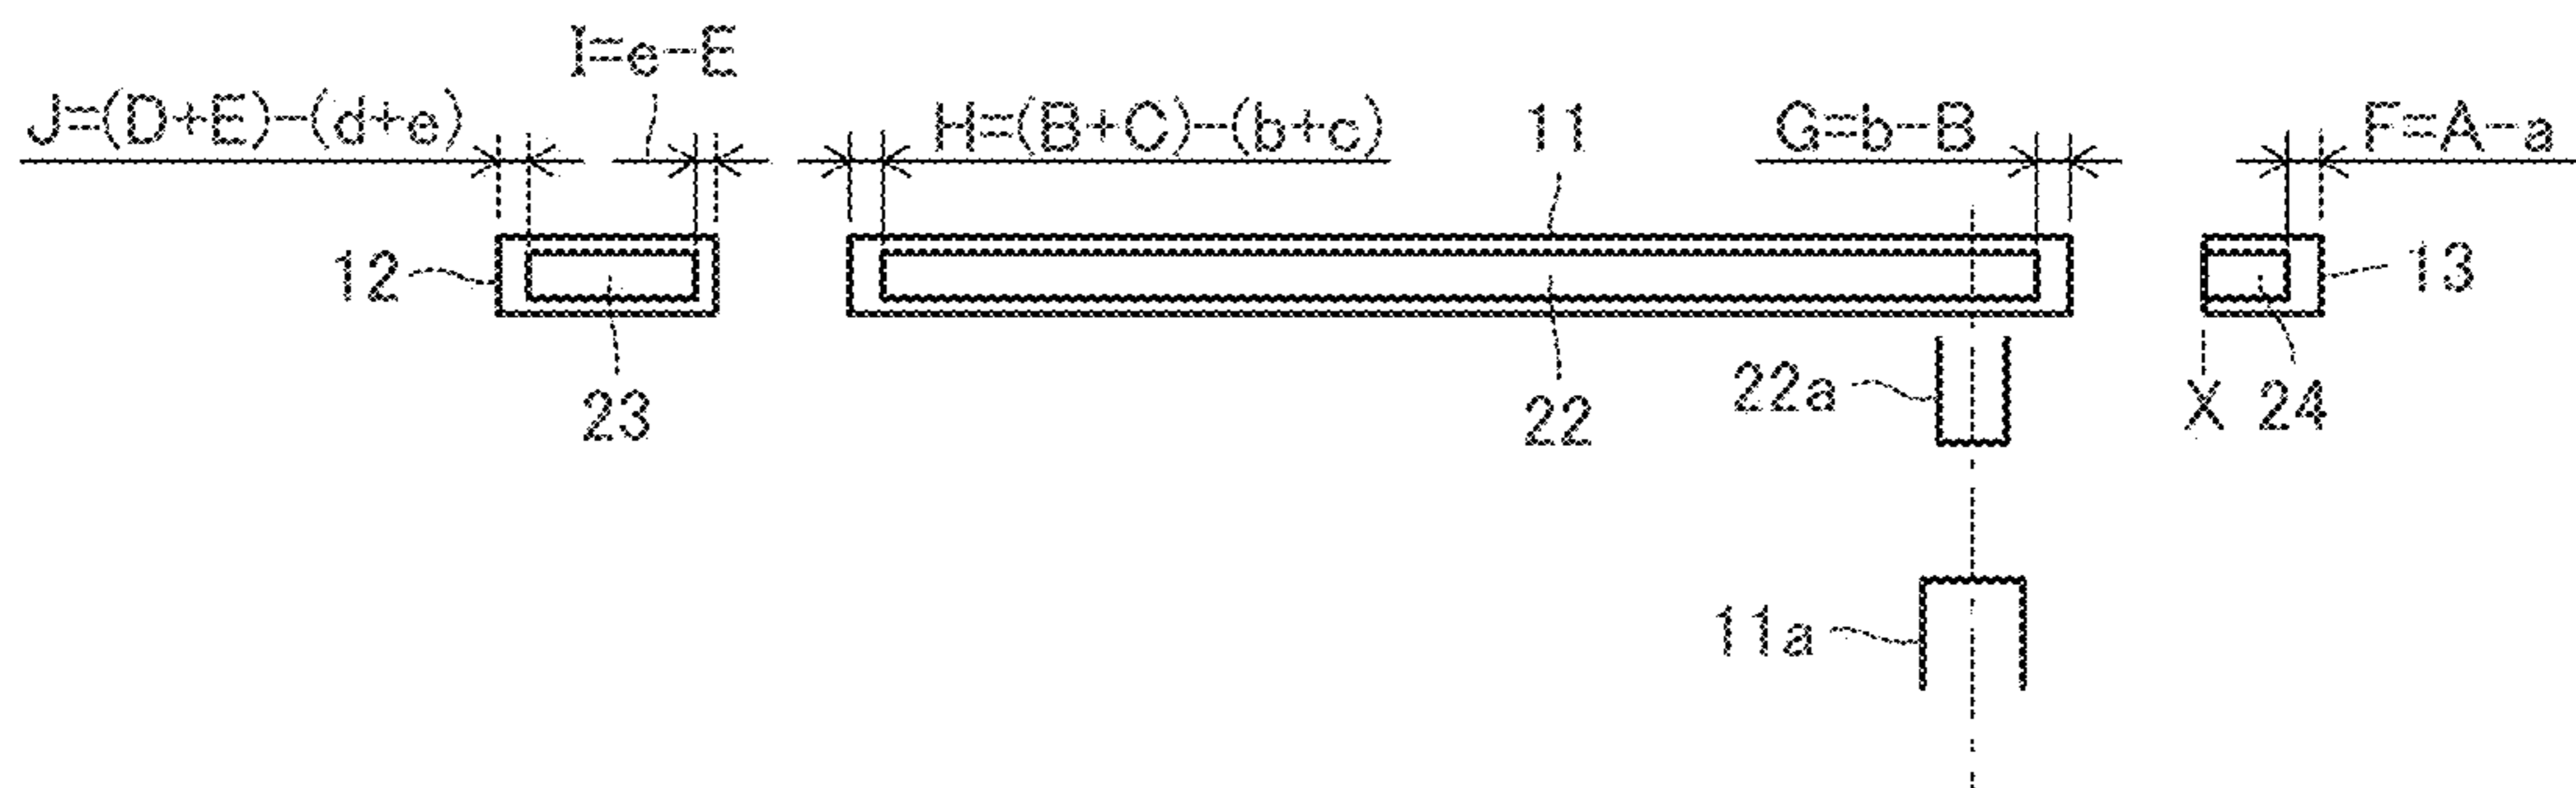 I=e-E
J=(D+E)-(d+e)
H=(B+C)-(b+c)
11
G=b-B
F=A-a
12
13
23
22
22a
X
24
11a